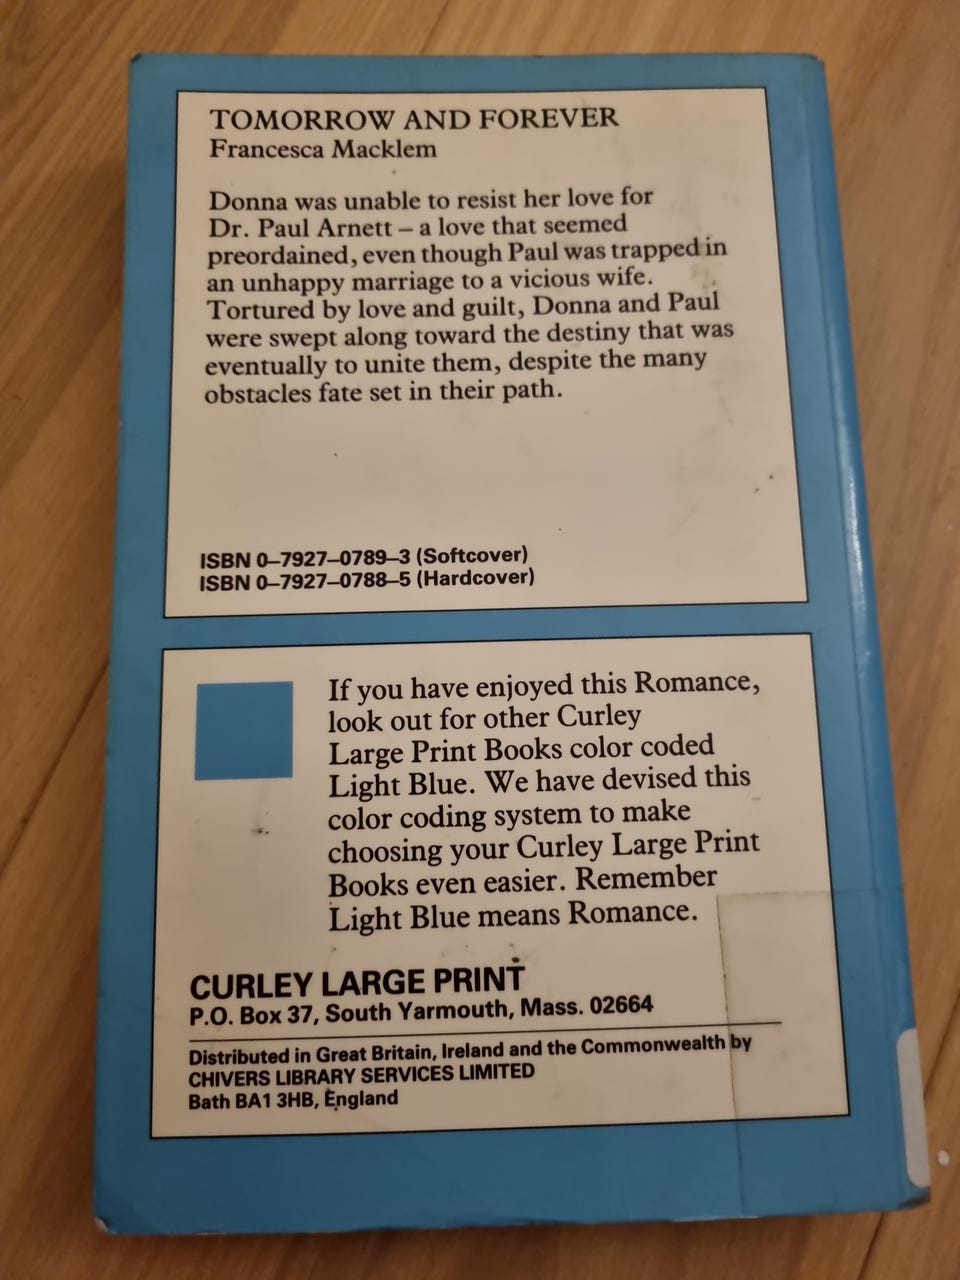 TOMORROW AND FOREVER
Francesca Macklem
Donna was unable to resist her love for
Dr. Paul Arnett – a love that seemed
preordained, even though Paul was trapped in
an unhappy marriage to a vicious wife.
Tortured by love and guilt, Donna and Paul
were swept along toward the destiny that was
eventually to unite them, despite the many
obstacles fate set in their path.
ISBN 0–7927–0789–3 (Softcover)
ISBN 0–7927–0788–5 (Hardcover)
If you have enjoyed this Romance,
look out for other Curley
Large Print Books color coded
Light Blue. We have devised this
color coding system to make
choosing your Curley Large Print
Books even easier. Remember
Light Blue means Romance.
CURLEY LARGE PRINT
P.O. Box 37, South Yarmouth, Mass. 02664
Distributed in Great Britain, Ireland and the Commonwealth by
CHIVERS LIBRARY SERVICES LIMITED
Bath BA1 3HB, England